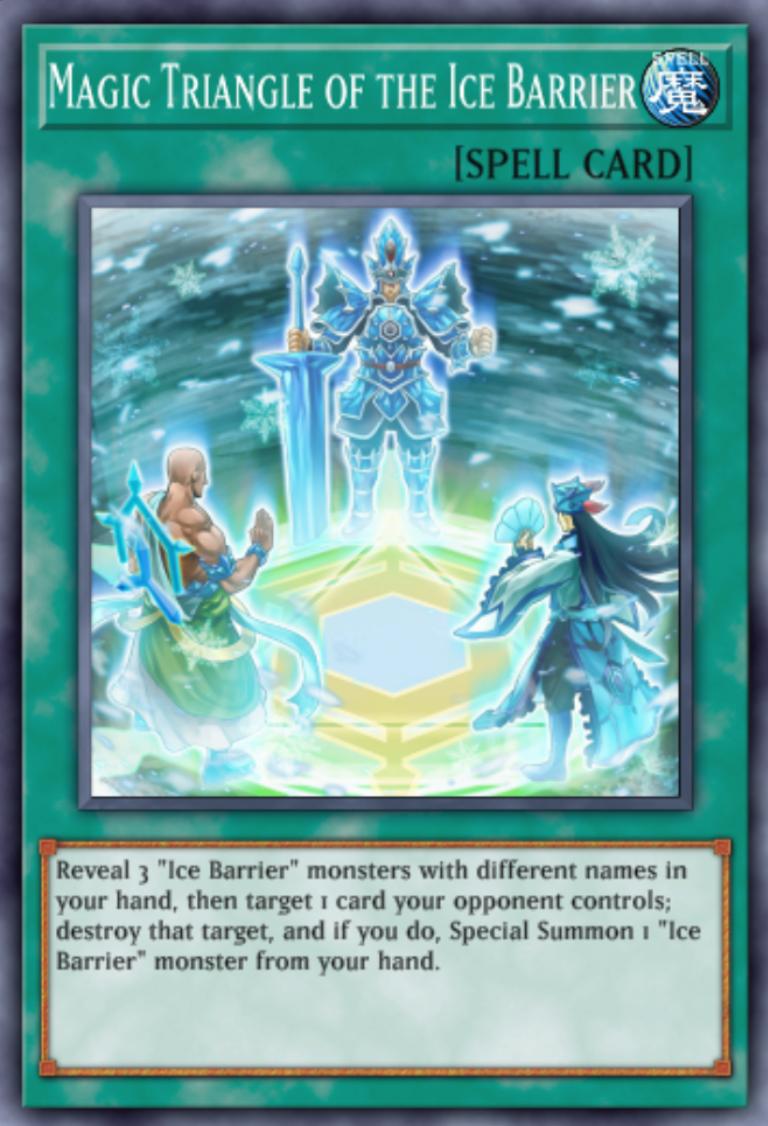 Magic Triangle of the Ice Barrier
SPELL
魔
[SPELL CARD]
Reveal 3 "Ice Barrier" monsters with different names in
your hand, then target 1 card your opponent controls;
destroy that target, and if you do, Special Summon 1 "Ice
Barrier" monster from your hand.